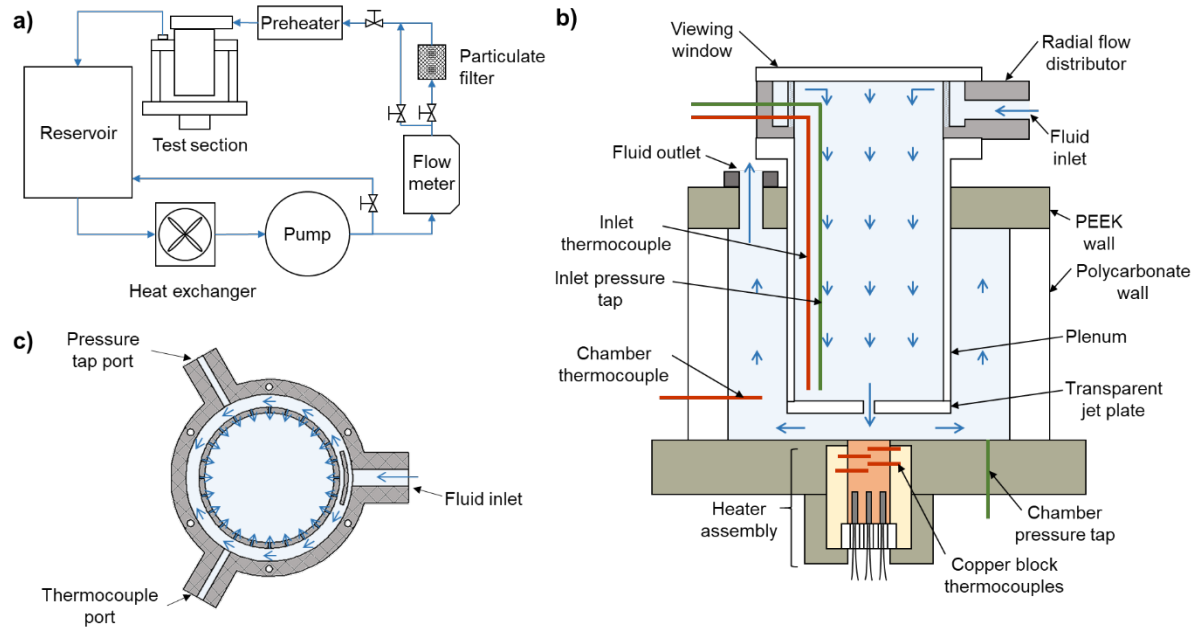 a)
Preheater
Particulate
filter
Reservoir
Test section
Flow
meter
Pump
Heat exchanger
b)
Viewing
window
Radial flow
distributor
Fluid
inlet
Fluid outlet
PEEK
wall
Inlet
thermocouple
Polycarbonate
wall
Inlet pressure
tap
Plenum
Chamber
thermocouple
Transparent
jet plate
Heater
assembly
Chamber
pressure tap
Copper block
thermocouples
c)
Pressure
tap port
Fluid inlet
Thermocouple
port